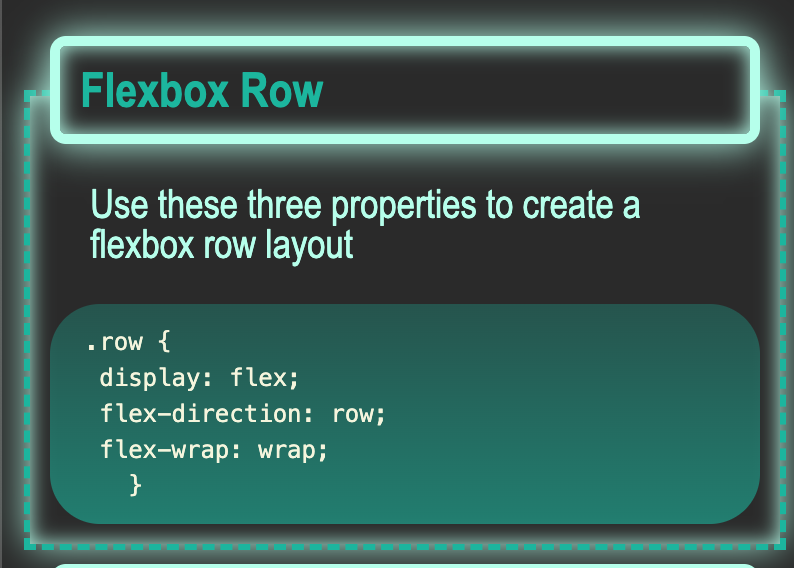 Flexbox Row
Use these three properties to create a
flexbox row layout
.row {
display: flex;
flex-direction: row;
flex-wrap: wrap;
}